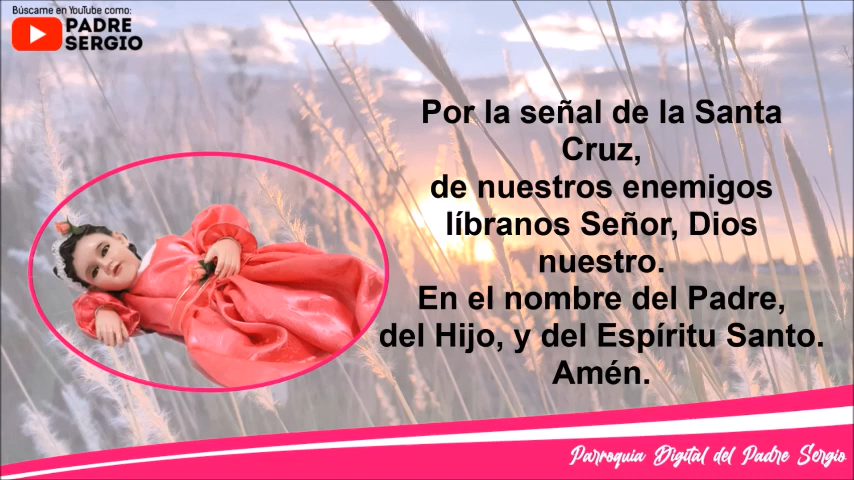 Búscame en YouTube como:
PADRE
SERGIO
Por la señal de la Santa
Cruz,
de nuestros enemigos
líbranos Señor, Dios
nuestro.
En el nombre del Padre,
del Hijo, y del Espíritu Santo.
Amén.
Parroquia Digital del Padre Sergio